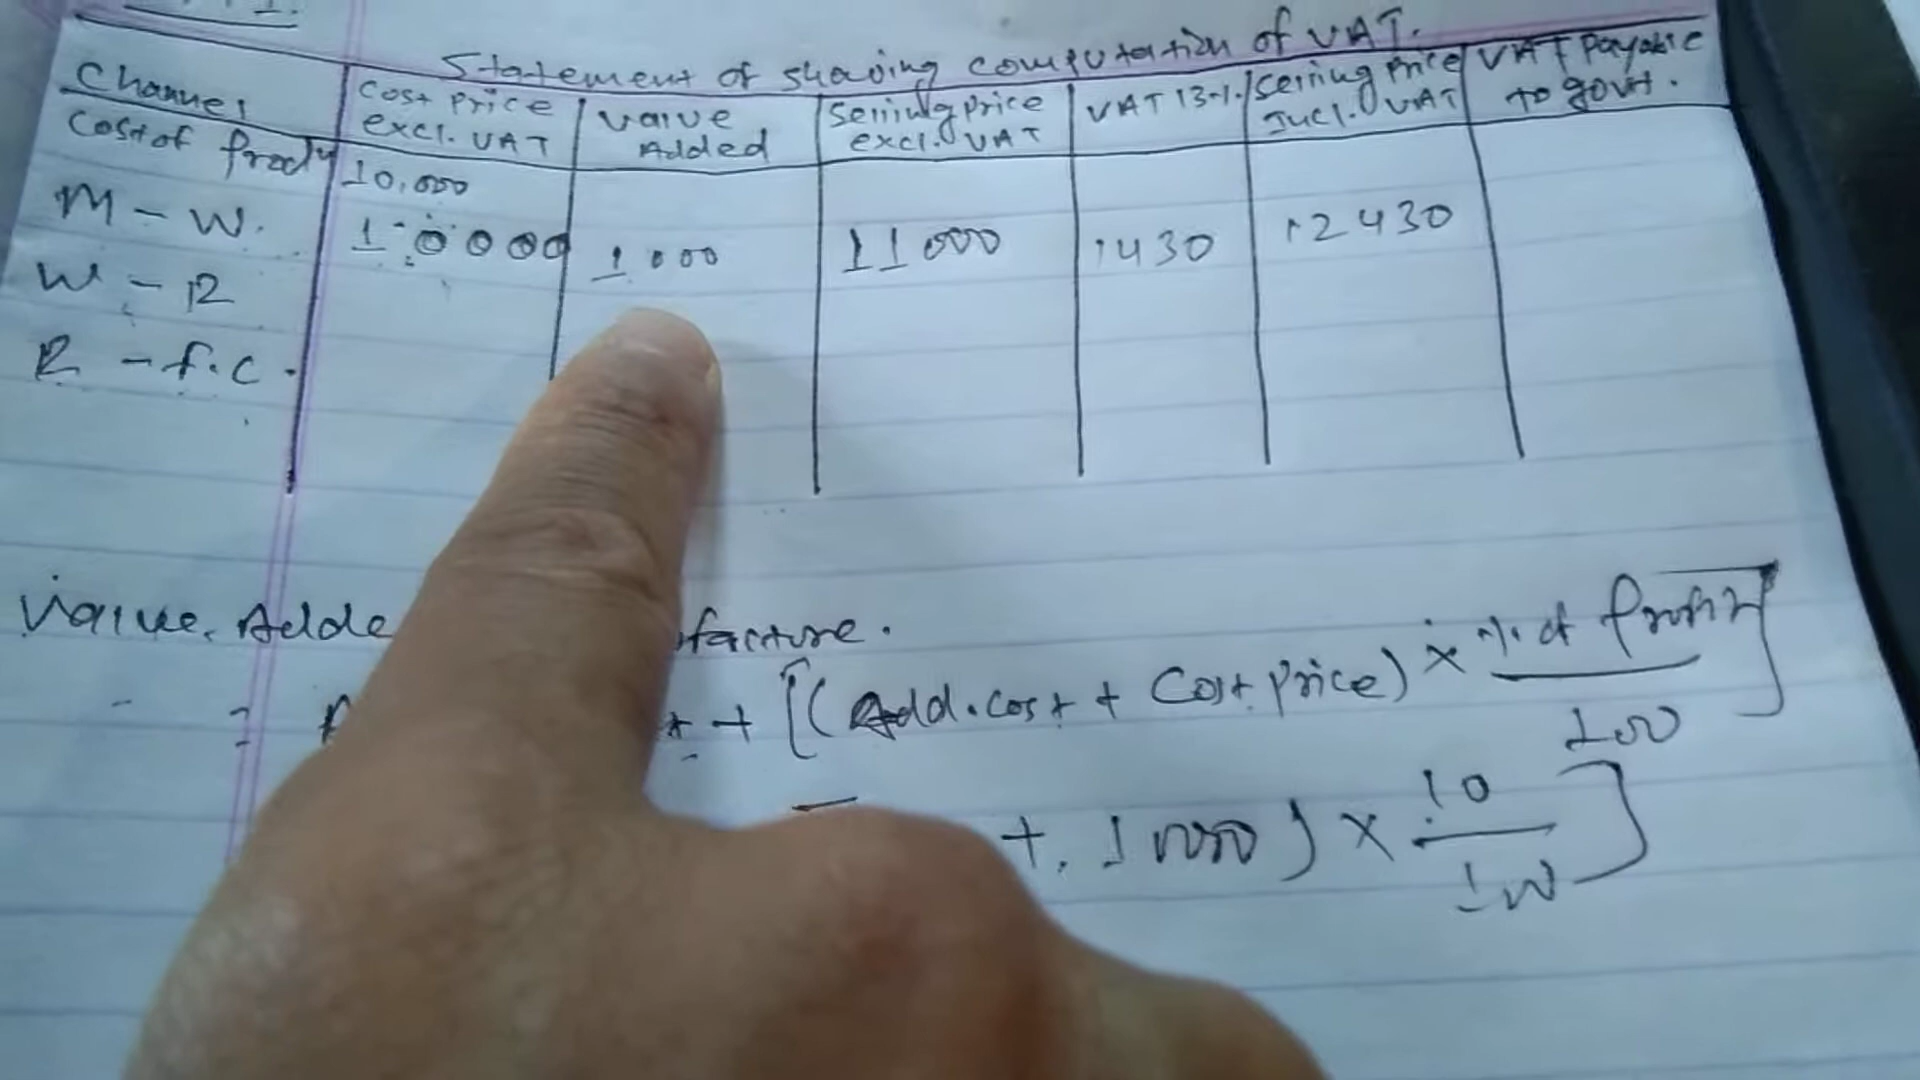 Statement of showing computation of VAT.
Channel
Cost Price excl. VAT
Value Added
Selling Price excl. VAT
VAT 13%
Selling Price Incl. VAT
VAT Payable to govt.
Cost of Prod
10,000
M - W.
10000
1000
11000
1430
12430
W - R
R - f.c.
Value Adde facture.
= + [(Add. cost + Cost Price) × % of Profit / 100]
+ 10000) × 10 / 100]